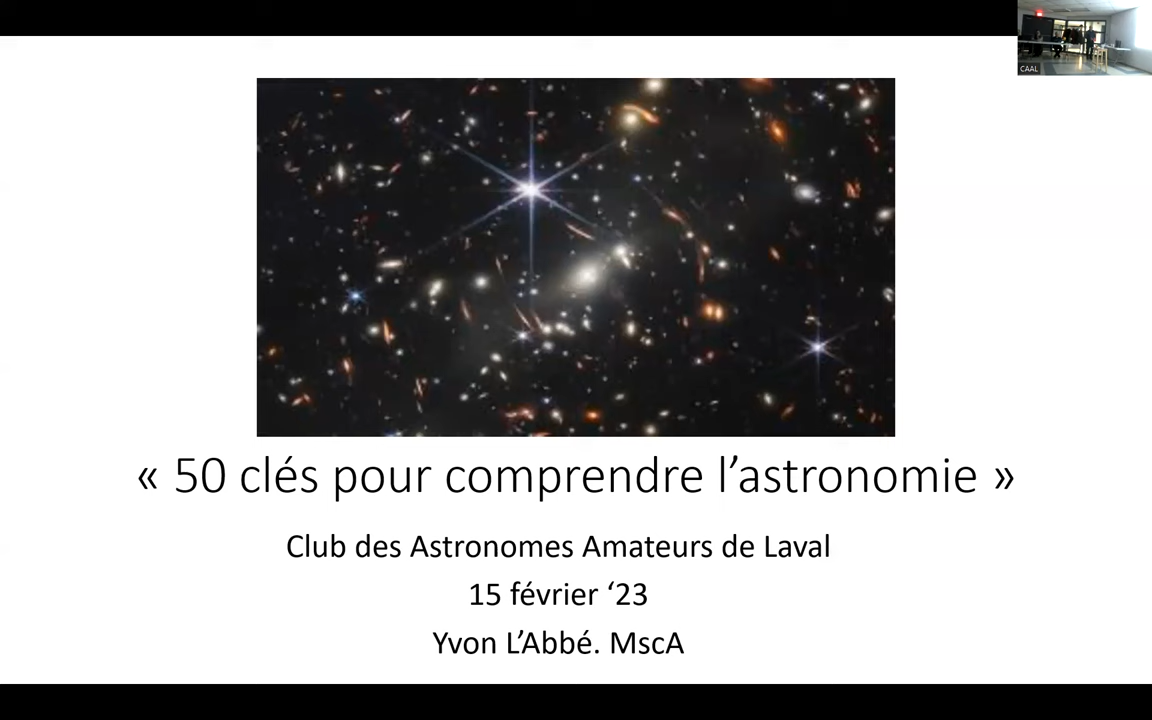 CAAL
« 50 clés pour comprendre l’astronomie »
Club des Astronomes Amateurs de Laval
15 février ‘23
Yvon L’Abbé. MscA